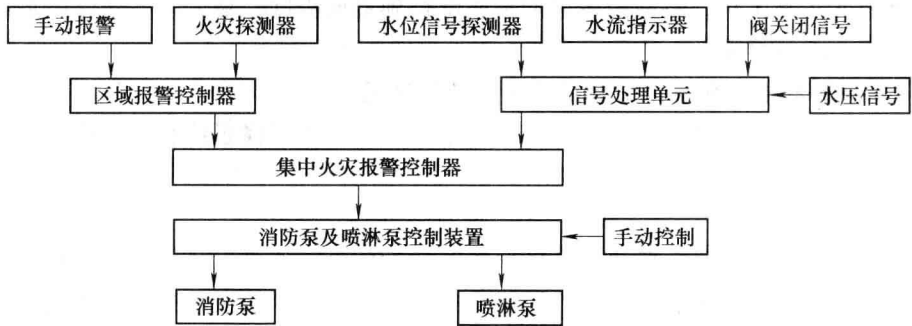 手动报警
火灾探测器
水位信号探测器
水流指示器
阀关闭信号
区域报警控制器
信号处理单元
水压信号
集中火灾报警控制器
消防泵及喷淋泵控制装置
手动控制
消防泵
喷淋泵